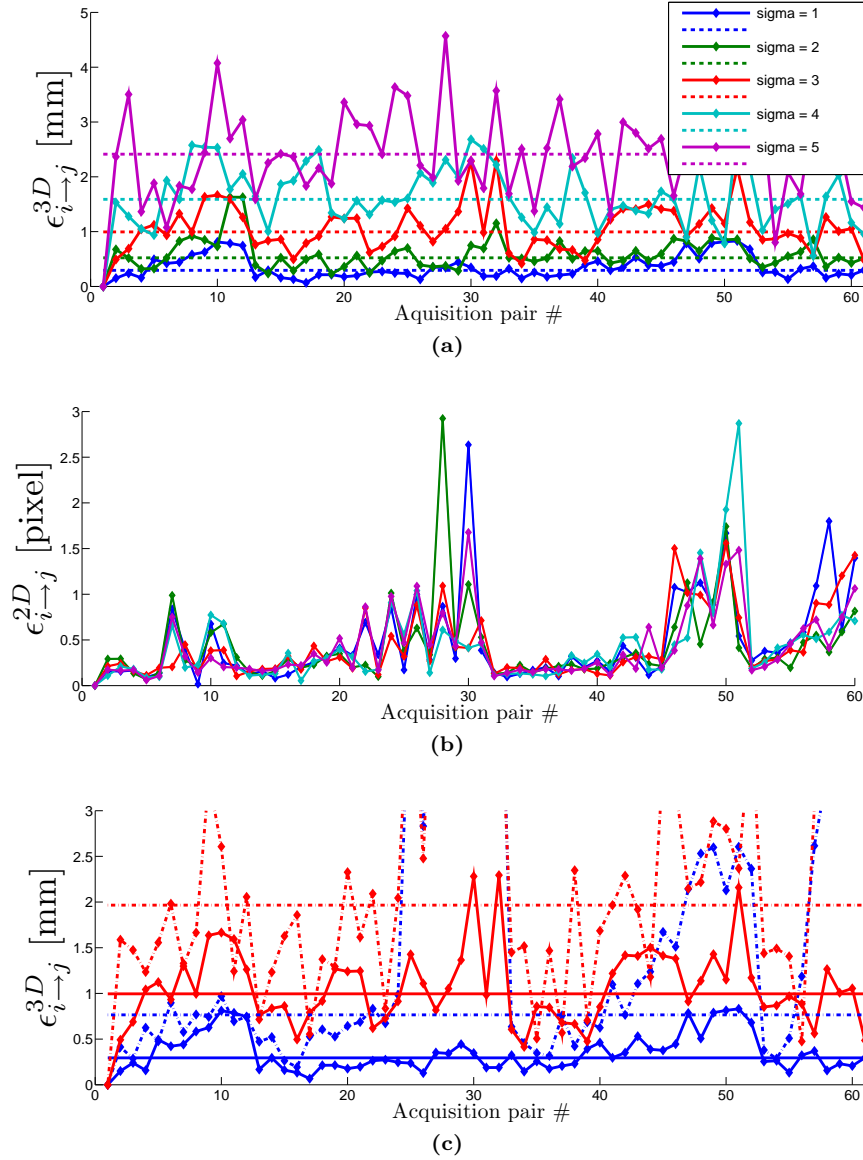 5
4
3
2
1
0
ϵ^{3D}_{i→j} [mm]
sigma = 1
sigma = 2
sigma = 3
sigma = 4
sigma = 5
0 10 20 30 40 50 60
Aquisition pair #
(a)
3
2.5
2
1.5
1
0.5
0
ϵ^{2D}_{i→j} [pixel]
0 10 20 30 40 50 60
Acquisition pair #
(b)
3
2.5
2
1.5
1
0.5
0
ϵ^{3D}_{i→j} [mm]
0 10 20 30 40 50 60
Acquisition pair #
(c)